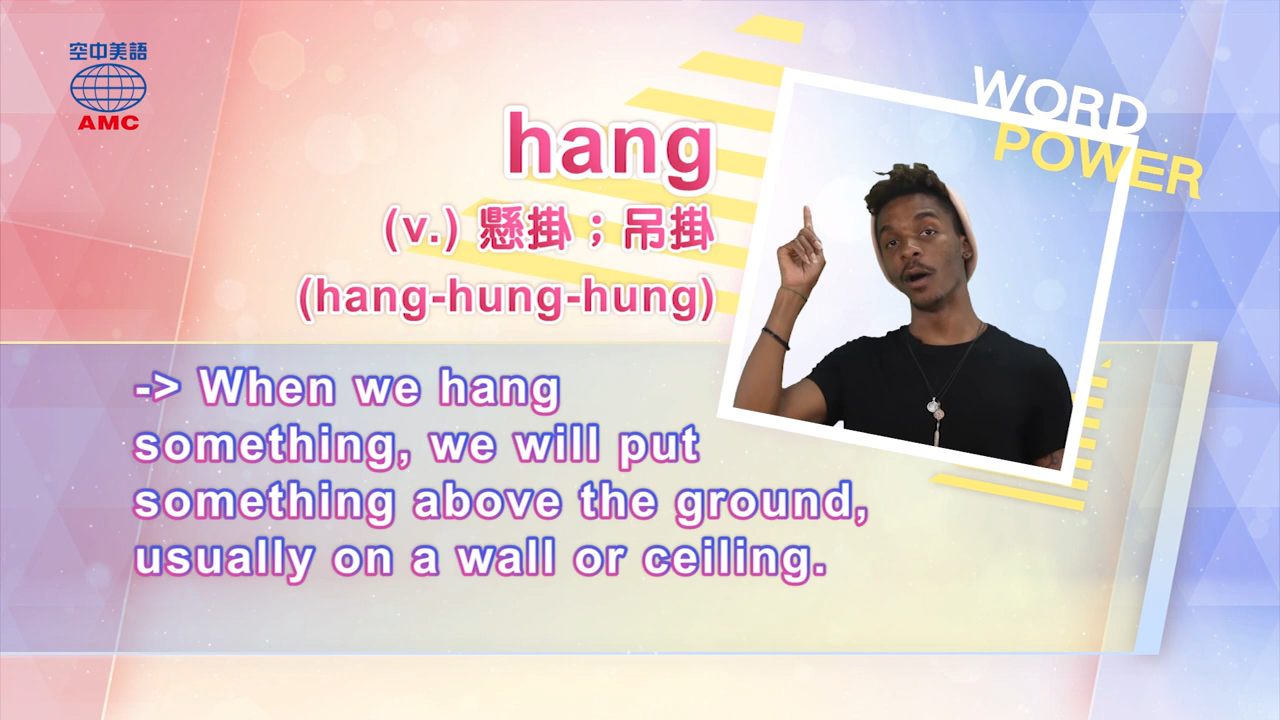 空中美語
AMC
WORD
POWER
hang
(v.) 懸掛；吊掛
(hang-hung-hung)
-> When we hang
something, we will put
something above the ground,
usually on a wall or ceiling.